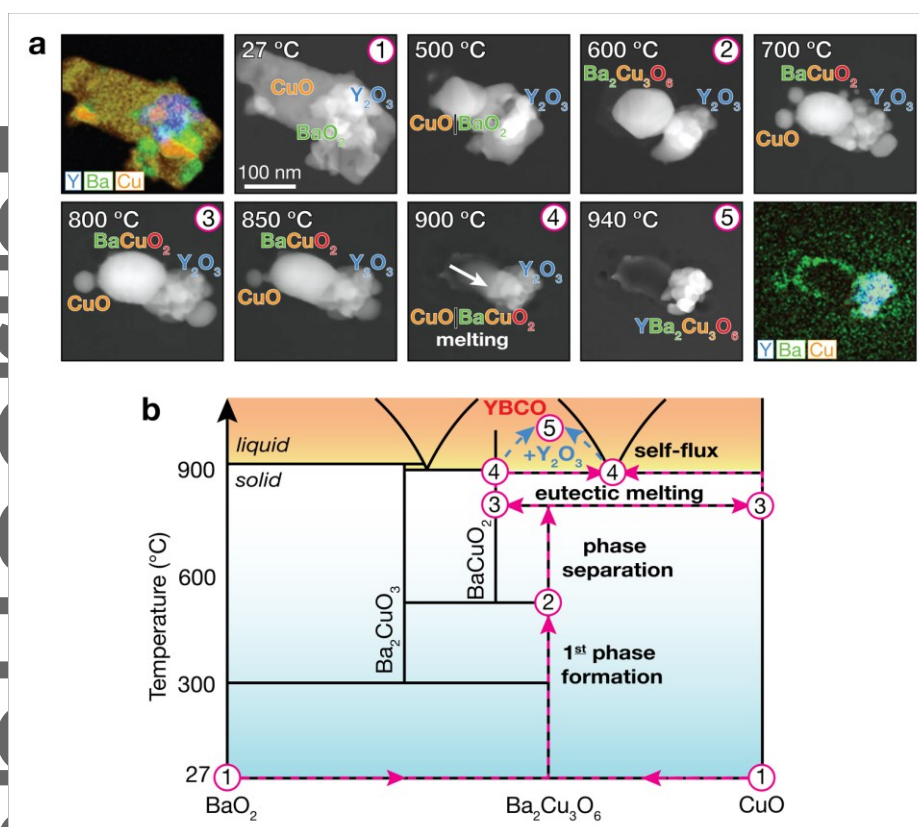 a
27 °C 1 500 °C 600 °C 2 700 °C
CuO Y2O3 BaO2
100 nm
Y2O3 CuO|BaO2
Ba2Cu3O6 Y2O3
BaCuO2 Y2O3 CuO
Y Ba Cu
800 °C 3 850 °C 900 °C 4 940 °C 5
BaCuO2 Y2O3 CuO
BaCuO2 Y2O3 CuO
Y2O3 CuO|BaCuO2
melting
YBa2Cu3O6
Y Ba Cu
b
YBCO
5
liquid +Y2O3 self-flux
900 4 4
solid eutectic melting
3 3
phase
separation
600 BaCuO2
2
Ba2CuO3
1st phase
formation
300
Temperature (°C)
27 1 1
BaO2 Ba2Cu3O6 CuO